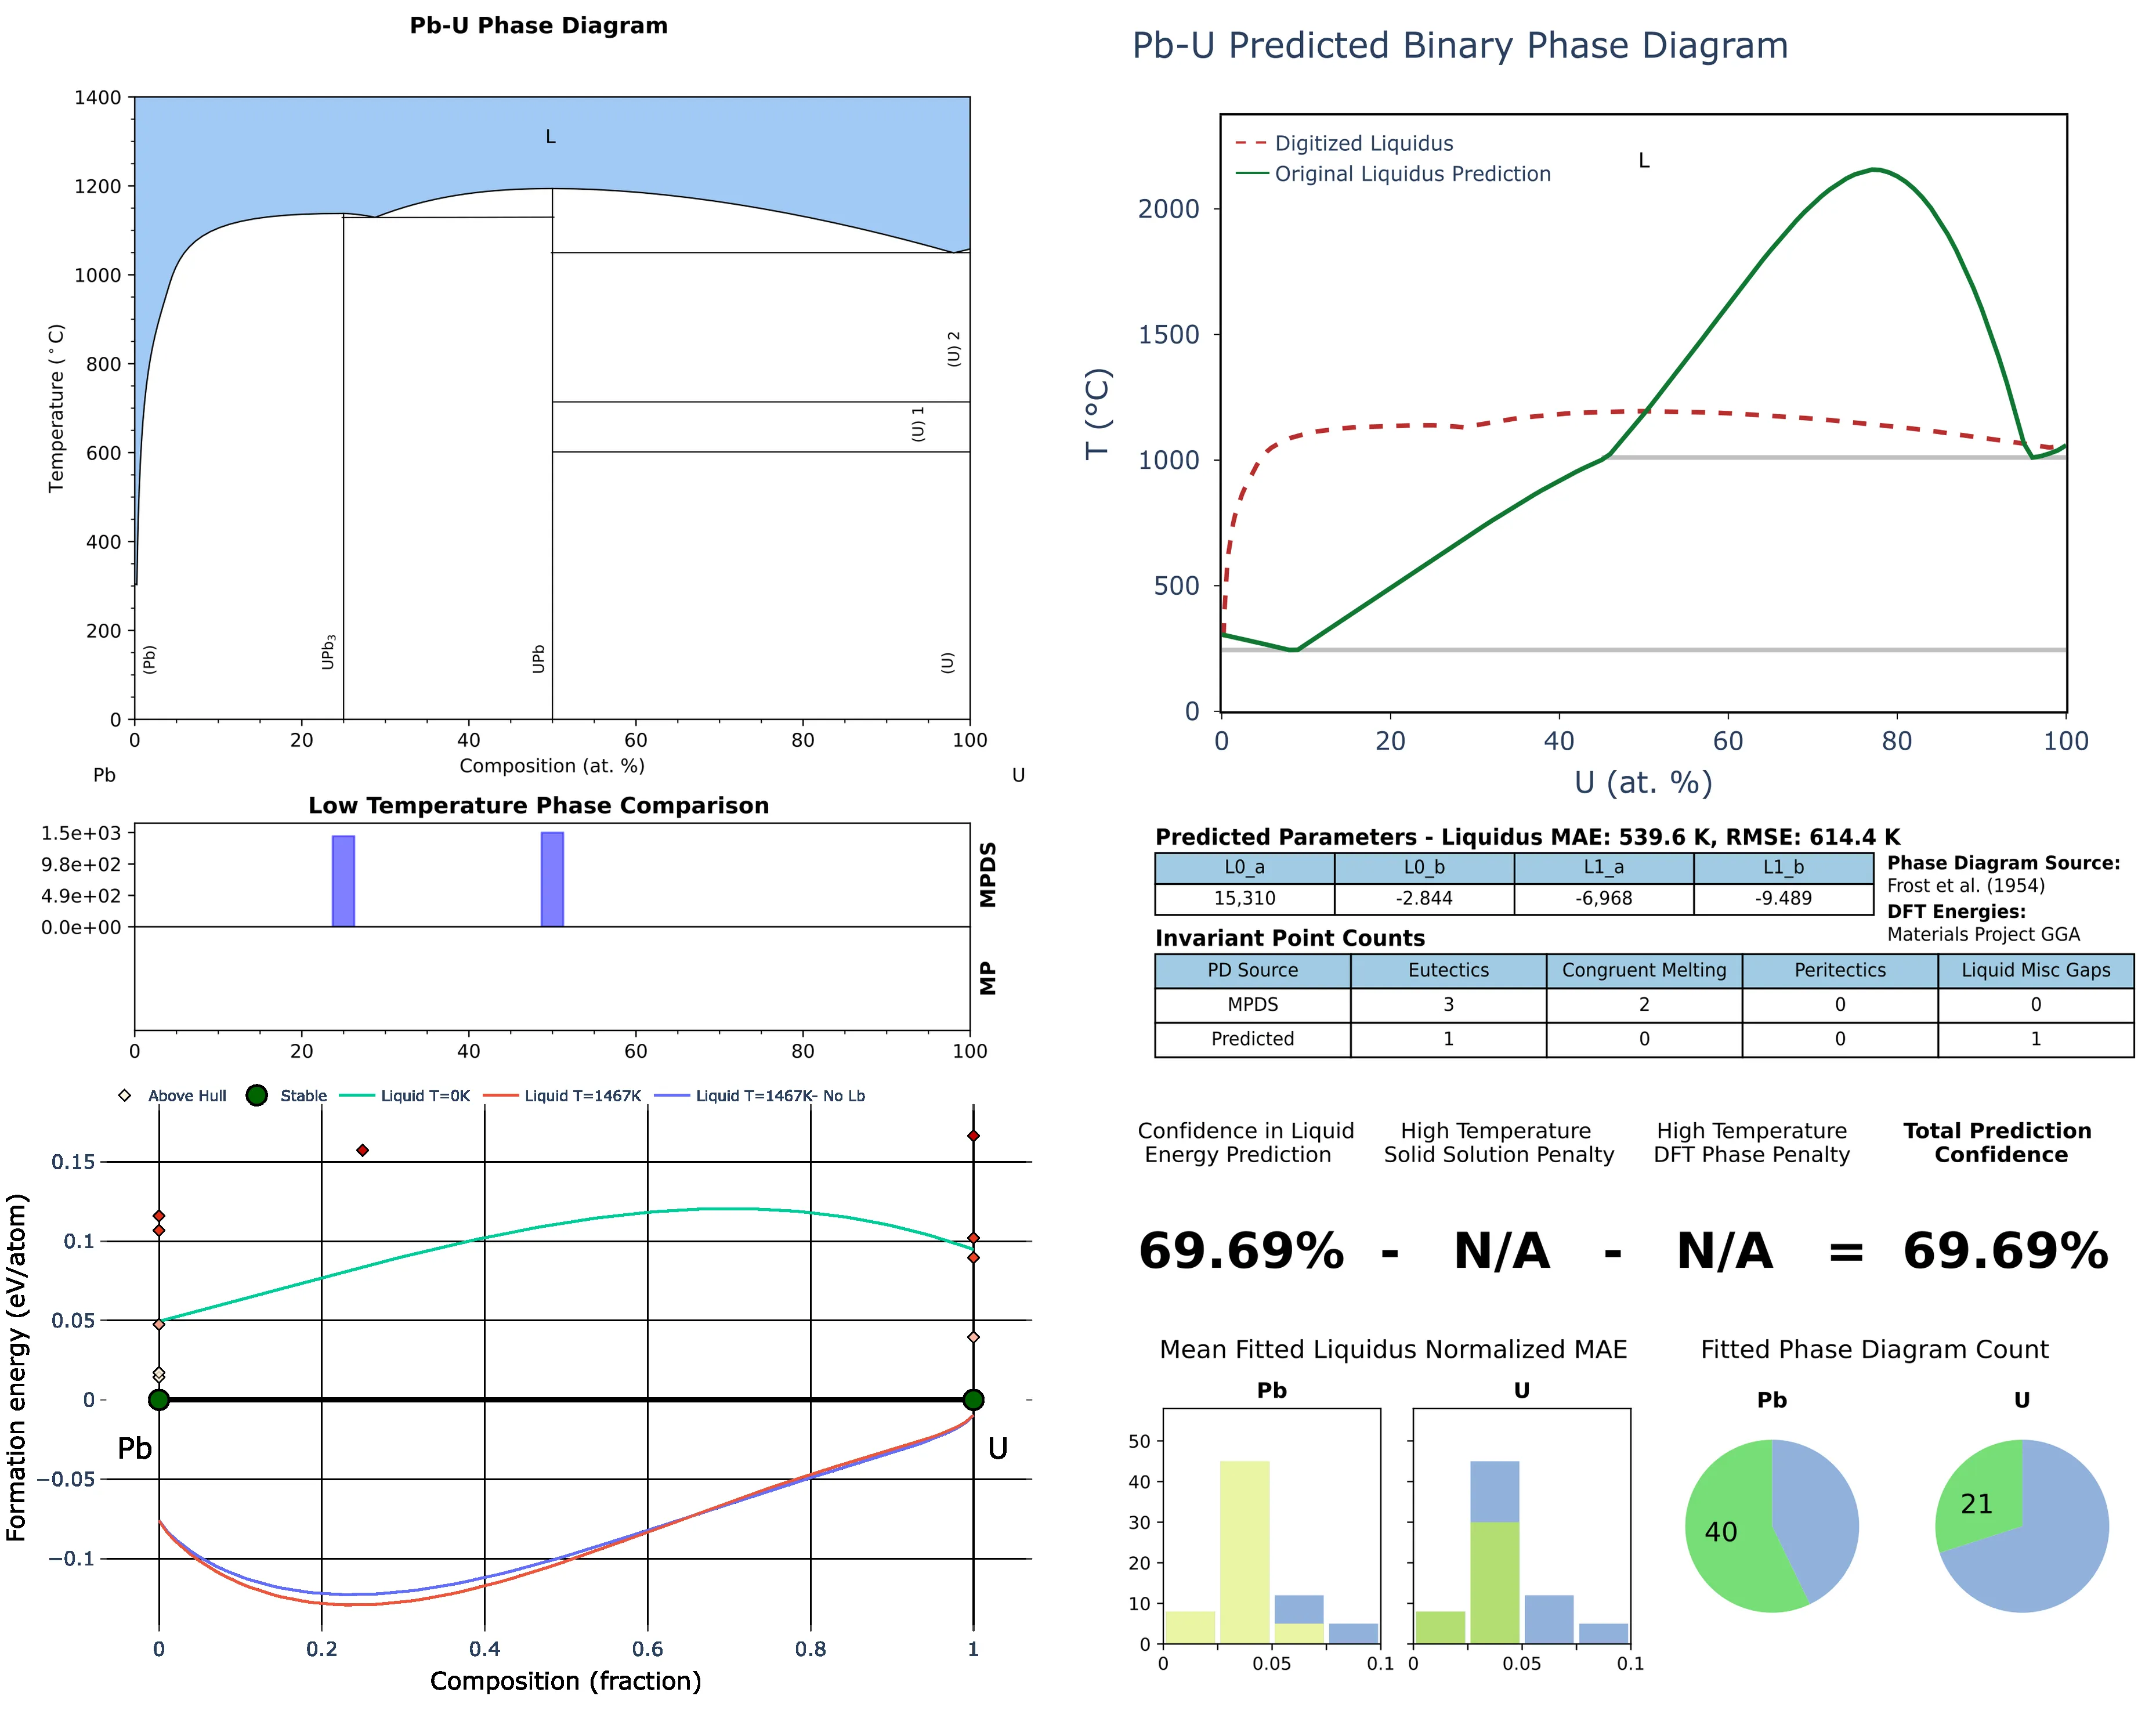 Pb-U Phase Diagram
1400
1200
1000
800
600
400
200
0
Temperature (°C)
L
(U) 2
(U) 1
(Pb)
UPb3
UPb
(U)
0 20 40 60 80 100
Composition (at. %)
Pb U
Low Temperature Phase Comparison
1.5e+03
9.8e+02
4.9e+02
0.0e+00
MPDS
MP
0 20 40 60 80 100
Above Hull Stable Liquid T=0K Liquid T=1467K Liquid T=1467K- No Lb
0.15
0.1
0.05
0
−0.05
−0.1
Formation energy (eV/atom)
Pb U
0 0.2 0.4 0.6 0.8 1
Composition (fraction)
Pb-U Predicted Binary Phase Diagram
Digitized Liquidus
Original Liquidus Prediction
L
2000
1500
1000
500
0
T (°C)
0 20 40 60 80 100
U (at. %)
Predicted Parameters - Liquidus MAE: 539.6 K, RMSE: 614.4 K
L0_a L0_b L1_a L1_b
15,310 -2.844 -6,968 -9.489
Phase Diagram Source:
Frost et al. (1954)
DFT Energies:
Materials Project GGA
Invariant Point Counts
PD Source Eutectics Congruent Melting Peritectics Liquid Misc Gaps
MPDS 3 2 0 0
Predicted 1 0 0 1
Confidence in Liquid
Energy Prediction
High Temperature
Solid Solution Penalty
High Temperature
DFT Phase Penalty
Total Prediction
Confidence
69.69% - N/A - N/A = 69.69%
Mean Fitted Liquidus Normalized MAE
Pb U
50
40
30
20
10
0
0 0.05 0.1 0 0.05 0.1
Fitted Phase Diagram Count
Pb U
40 21